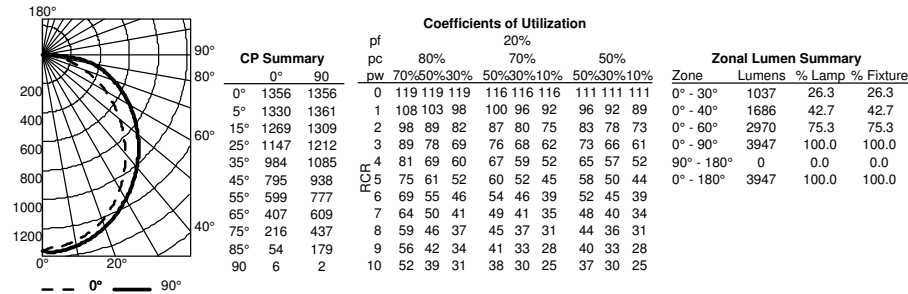 180°
90°
80°
60°
40°
20°
0°
200
400
600
800
1000
1200
0° 90°
CP Summary
0° 90
0° 1356 1356
5° 1330 1361
15° 1269 1309
25° 1147 1212
35° 984 1085
45° 795 938
55° 599 777
65° 407 609
75° 216 437
85° 54 179
90 6 2
Coefficients of Utilization
pf 20%
pc 80% 70% 50%
pw 70%50%30% 50%30%10% 50%30%10%
RCR
0 119 119 119 116 116 116 111 111 111
1 108 103 98 100 96 92 96 92 89
2 98 89 82 87 80 75 83 78 73
3 89 78 69 76 68 62 73 66 61
4 81 69 60 67 59 52 65 57 52
5 75 61 52 60 52 45 58 50 44
6 69 55 46 54 46 39 52 45 39
7 64 50 41 49 41 35 48 40 34
8 59 46 37 45 37 31 44 36 31
9 56 42 34 41 33 28 40 33 28
10 52 39 31 38 30 25 37 30 25
Zonal Lumen Summary
Zone Lumens % Lamp % Fixture
0° - 30° 1037 26.3 26.3
0° - 40° 1686 42.7 42.7
0° - 60° 2970 75.3 75.3
0° - 90° 3947 100.0 100.0
90° - 180° 0 0.0 0.0
0° - 180° 3947 100.0 100.0